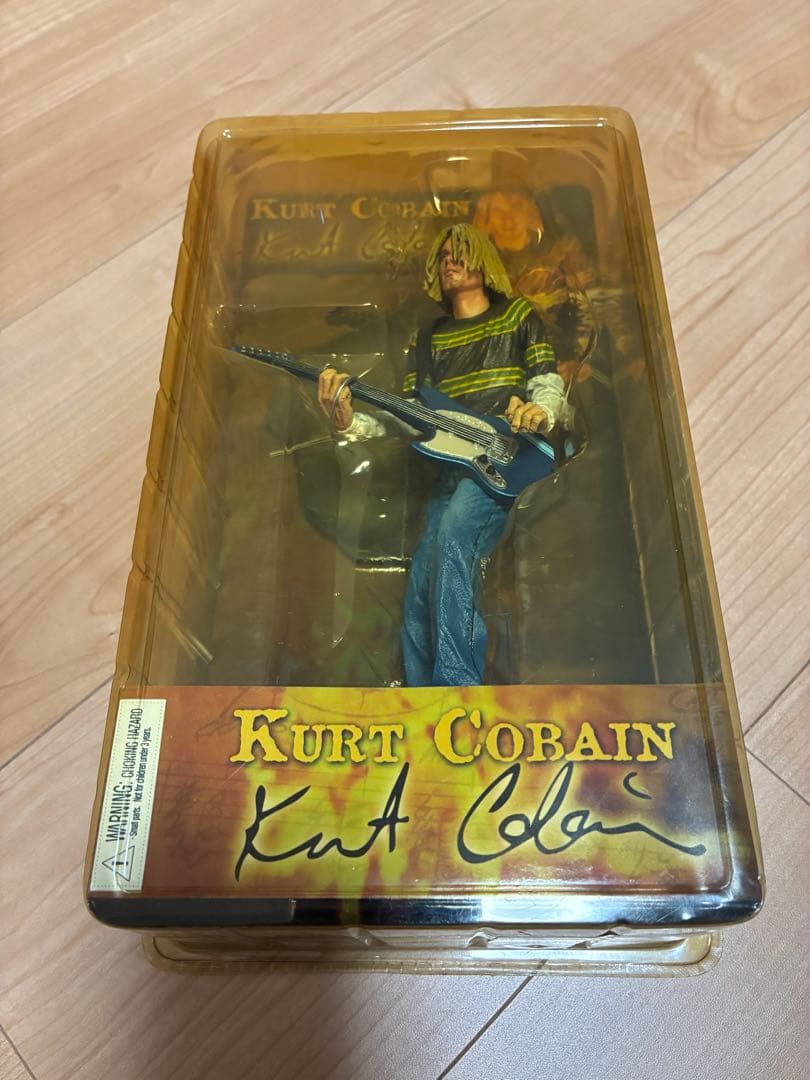 KURT COBAIN
Kurt Cobain
KURT COBAIN
Kurt Cobain
WARNING: CHOKING HAZARD
- Small parts. Not for children under 3 years.